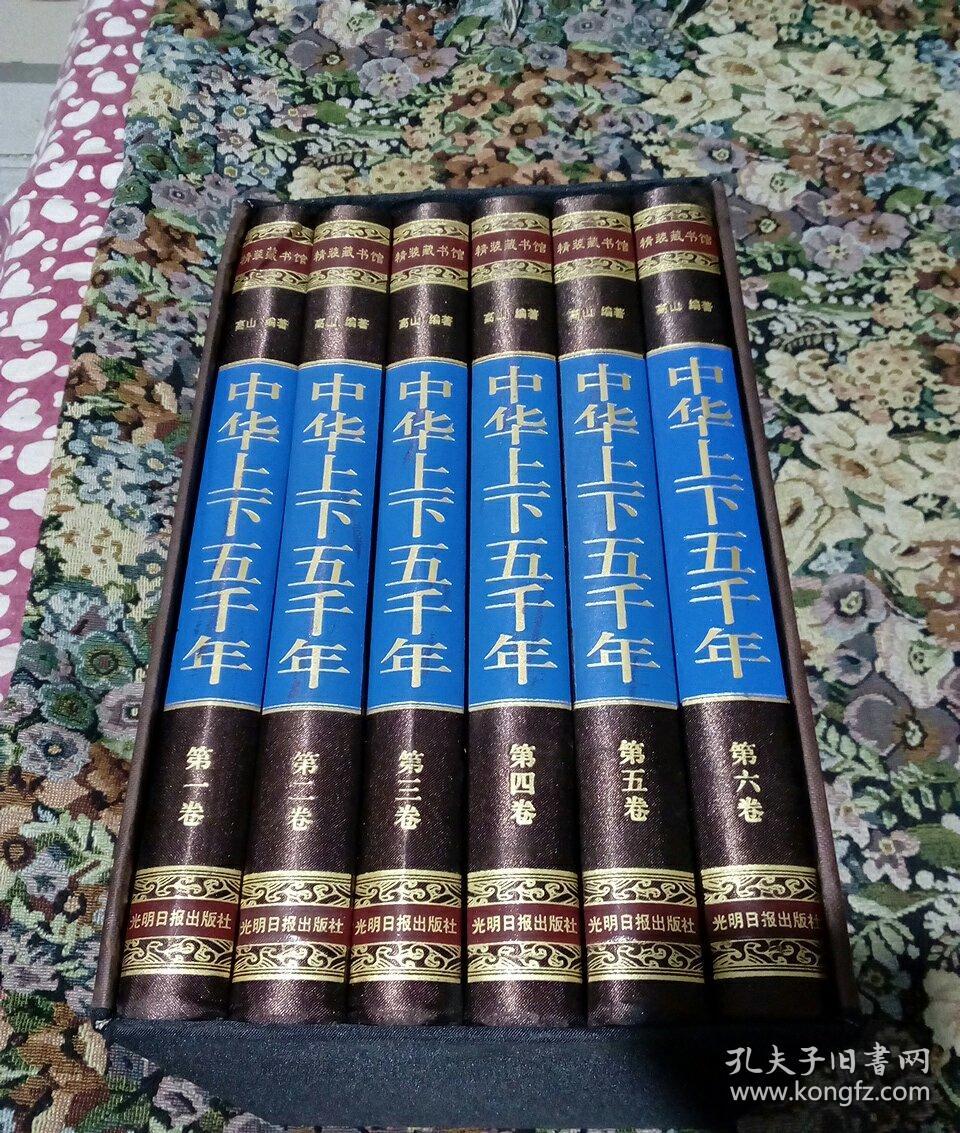 精装藏书馆
高山 编著
中华上下五千年
第一卷
光明日报出版社
精装藏书馆
高山 编著
中华上下五千年
第二卷
光明日报出版社
精装藏书馆
高山 编著
中华上下五千年
第三卷
光明日报出版社
精装藏书馆
高山 编著
中华上下五千年
第四卷
光明日报出版社
精装藏书馆
高山 编著
中华上下五千年
第五卷
光明日报出版社
精装藏书馆
高山 编著
中华上下五千年
第六卷
光明日报出版社
孔夫子旧書网
www.kongfz.com